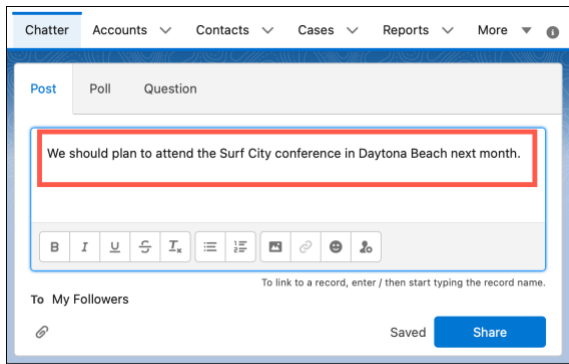 Chatter Accounts Contacts Cases Reports More
Post Poll Question
We should plan to attend the Surf City conference in Daytona Beach next month.
B I U S Tx
To link to a record, enter / then start typing the record name.
To My Followers
Saved Share